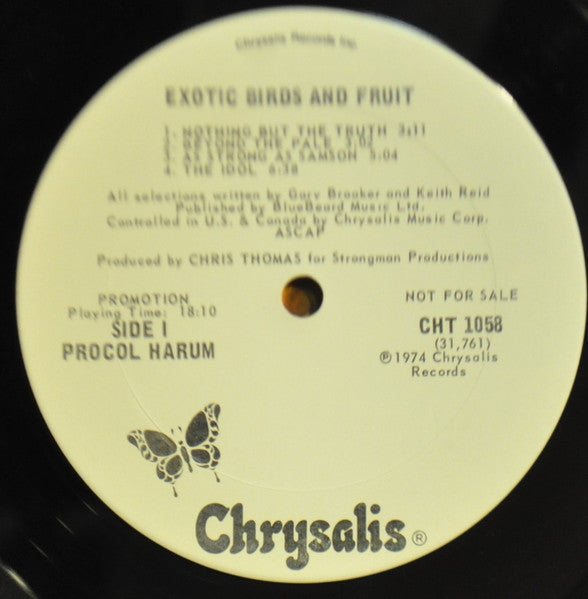 Chrysalis Records Inc.
EXOTIC BIRDS AND FRUIT
1. NOTHING BUT THE TRUTH 3:11
2. BEYOND THE PALE 3:02
3. AS STRONG AS SAMSON 5:04
4. THE IDOL 6:38
All selections written by Gary Brooker and Keith Reid
Published by BlueBeard Music Ltd.
Controlled in U.S. & Canada by Chrysalis Music Corp.
ASCAP
Produced by CHRIS THOMAS for Strongman Productions
PROMOTION
Playing Time: 18:10
SIDE I
PROCOL HARUM
NOT FOR SALE
CHT 1058
(31,761)
℗1974 Chrysalis
Records
Chrysalis®